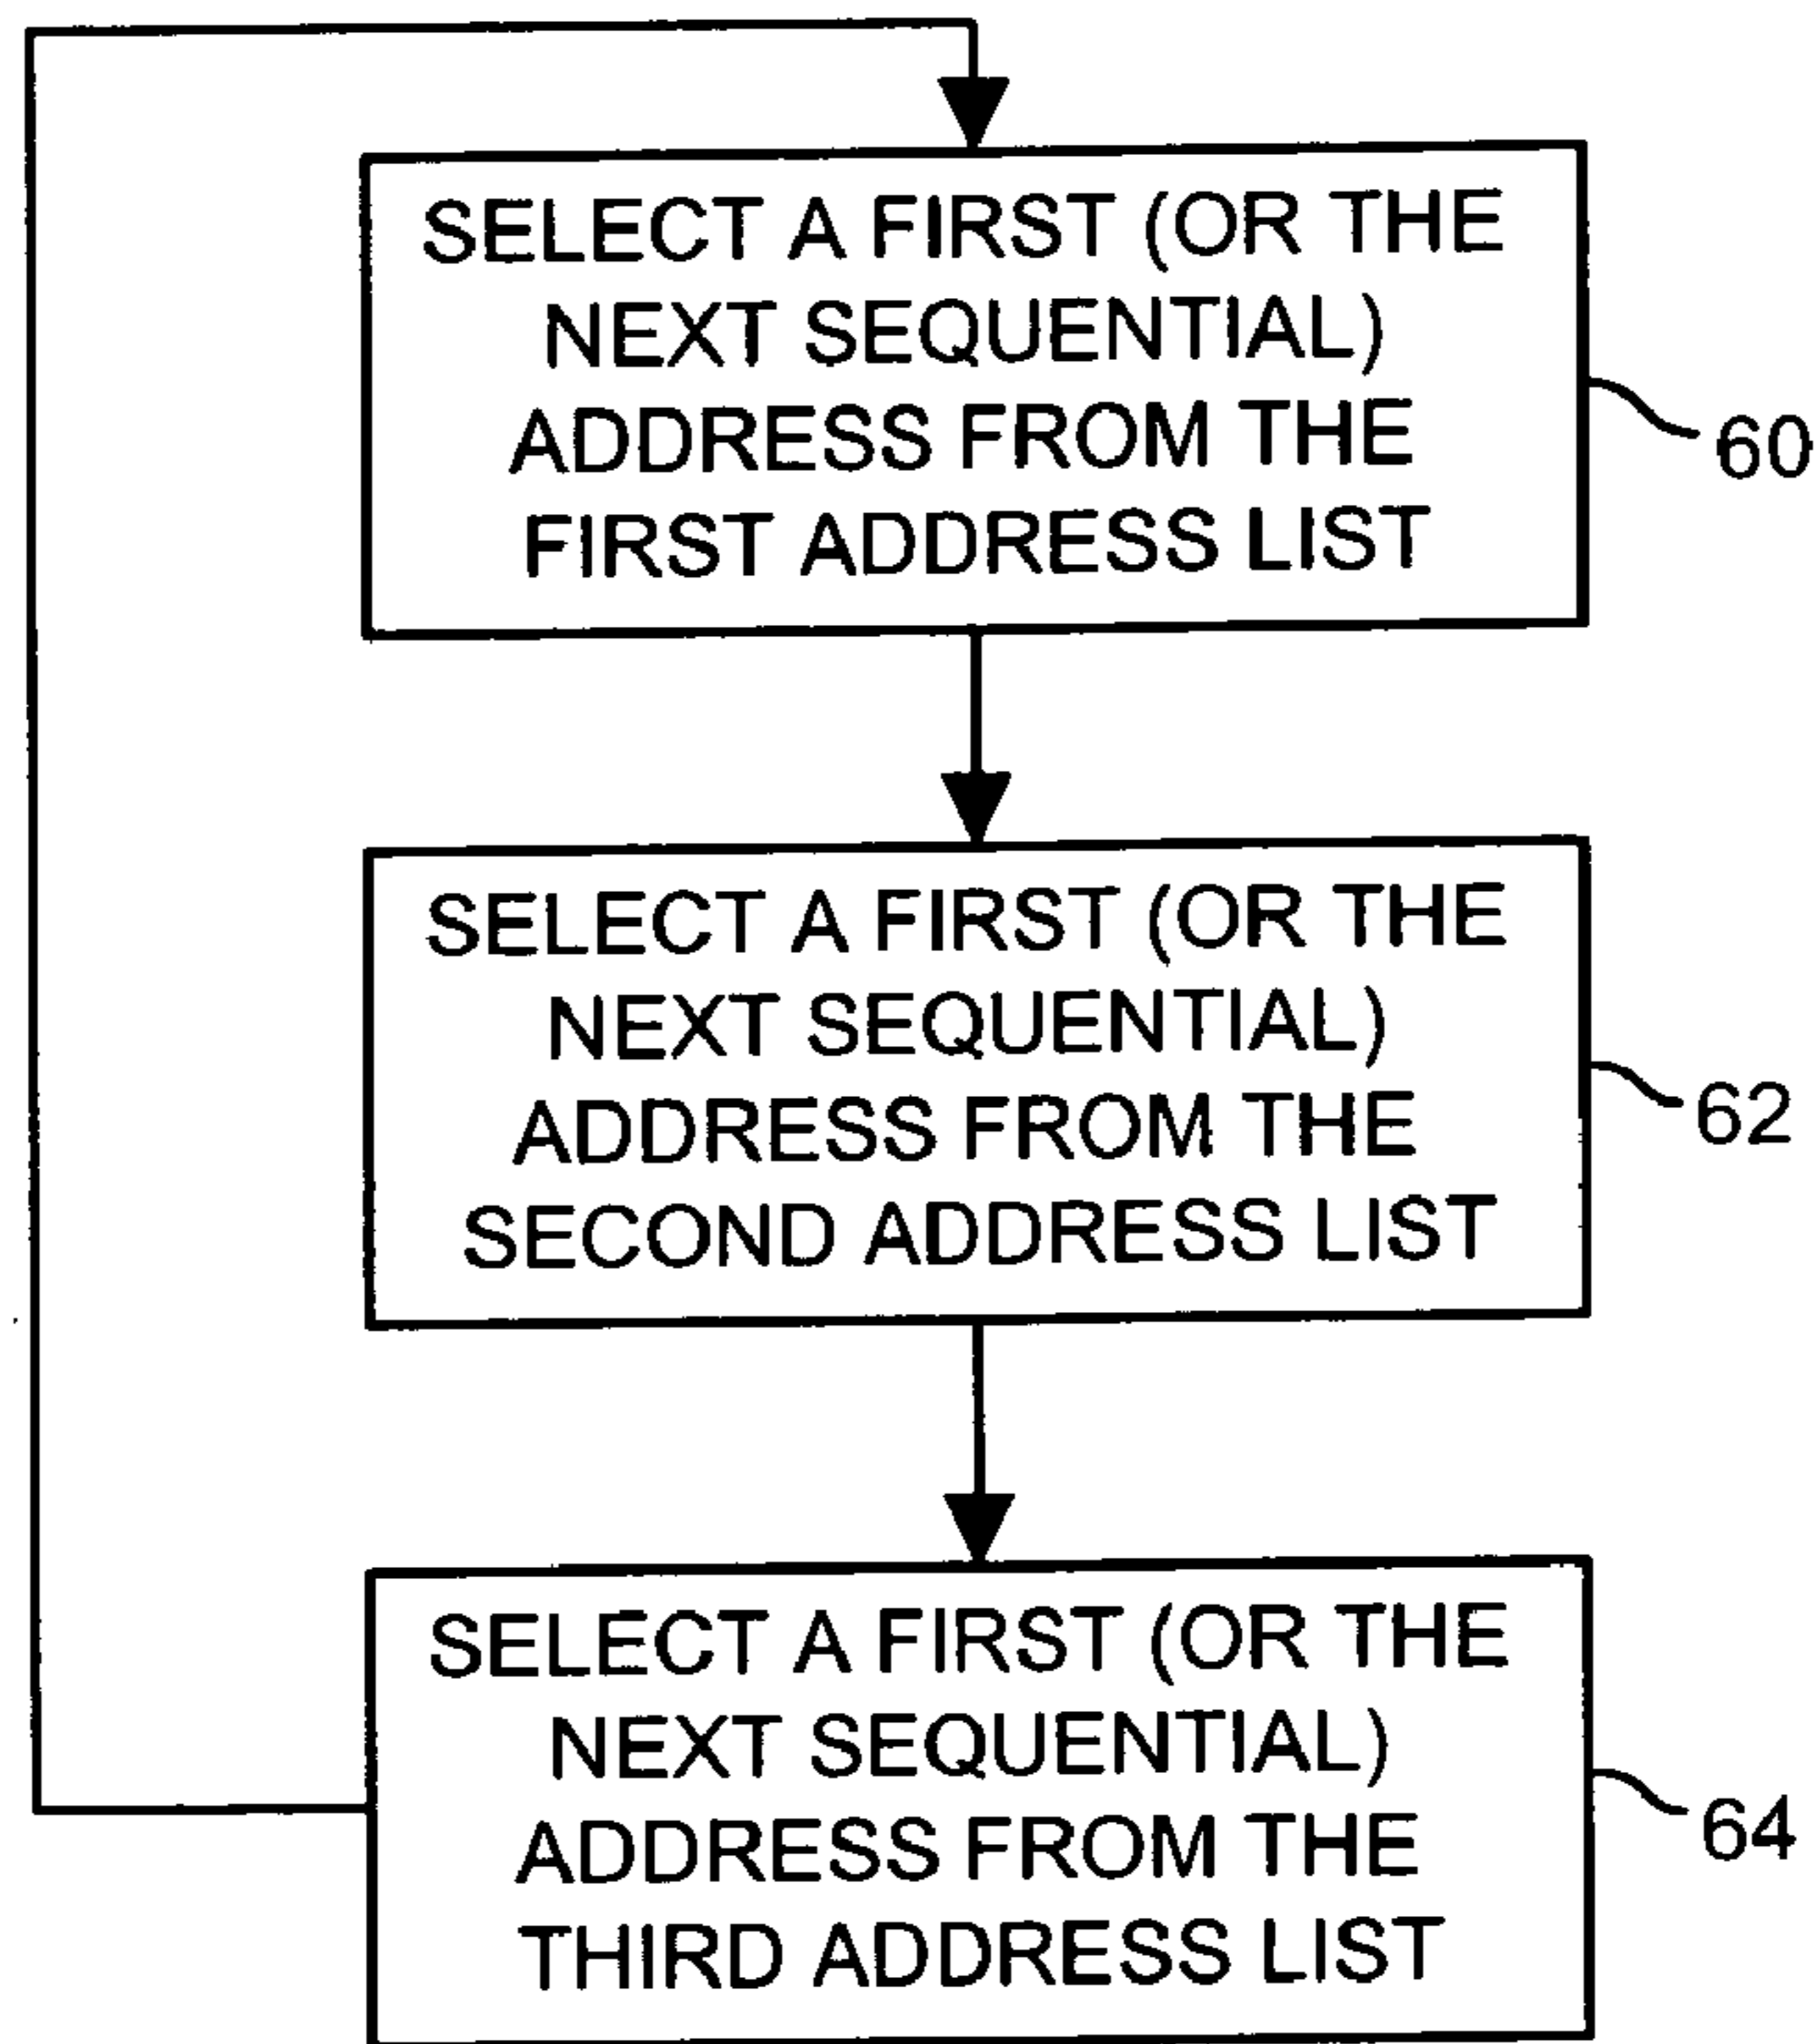 SELECT A FIRST (OR THE
NEXT SEQUENTIAL)
ADDRESS FROM THE
FIRST ADDRESS LIST
60
SELECT A FIRST (OR THE
NEXT SEQUENTIAL)
ADDRESS FROM THE
SECOND ADDRESS LIST
62
SELECT A FIRST (OR THE
NEXT SEQUENTIAL)
ADDRESS FROM THE
THIRD ADDRESS LIST
64